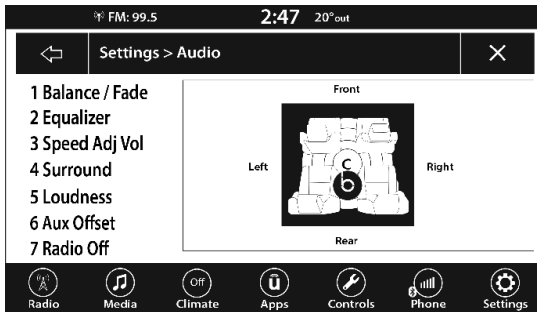 FM: 99.5
2:47
20°out
Settings > Audio
1 Balance / Fade
2 Equalizer
3 Speed Adj Vol
4 Surround
5 Loudness
6 Aux Offset
7 Radio Off
Front
Left
C
b
Right
Rear
Off
ū
Radio
Media
Climate
Apps
Controls
Phone
Settings